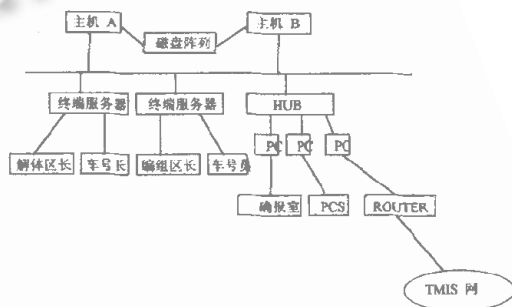 主机 A
主机 B
磁盘阵列
终端服务器
终端服务器
HUB
PC
PC
PC
解体区长
车号长
编组区长
车号员
确报室
PCS
ROUTER
TMIS 网